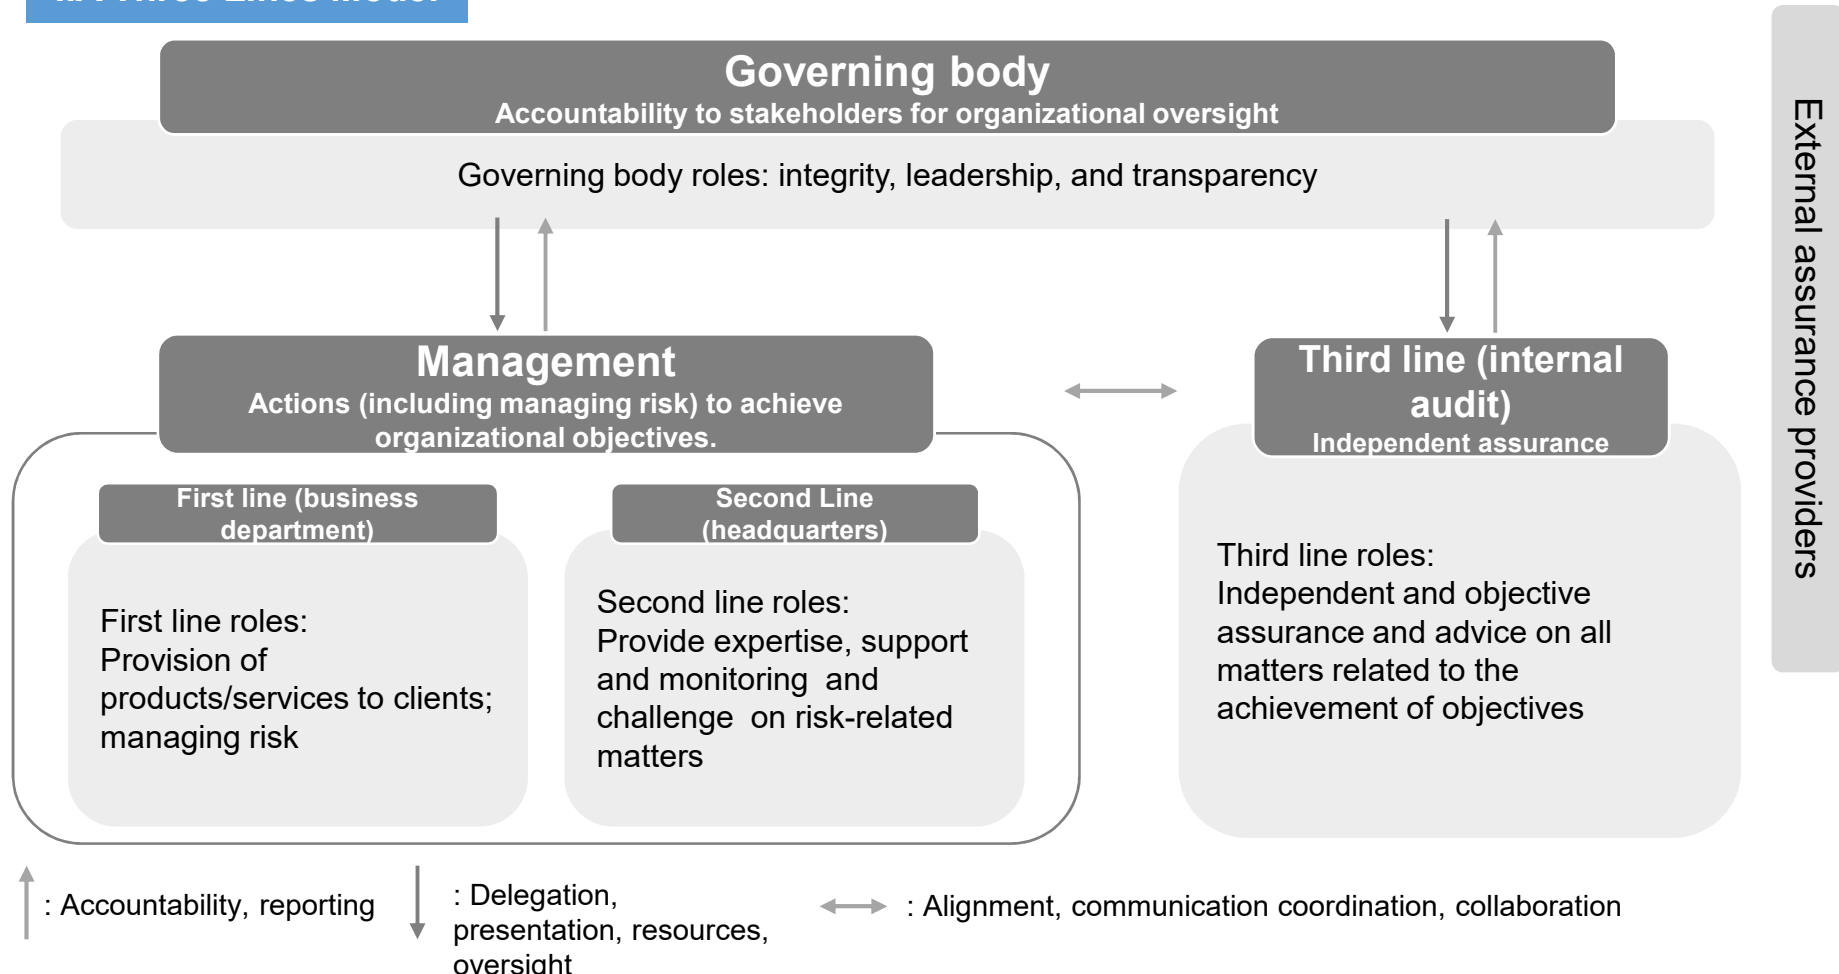 Three Lines Model
Governing body
Accountability to stakeholders for organizational oversight
Governing body roles: integrity, leadership, and transparency
External assurance providers
Management
Actions (including managing risk) to achieve
organizational objectives.
Third line (internal
audit)
Independent assurance
First line (business
department)
Second Line
(headquarters)
First line roles:
Provision of
products/services to clients;
managing risk
Second line roles:
Provide expertise, support
and monitoring and
challenge on risk-related
matters
Third line roles:
Independent and objective
assurance and advice on all
matters related to the
achievement of objectives
: Accountability, reporting
: Delegation,
presentation, resources,
oversight
: Alignment, communication coordination, collaboration